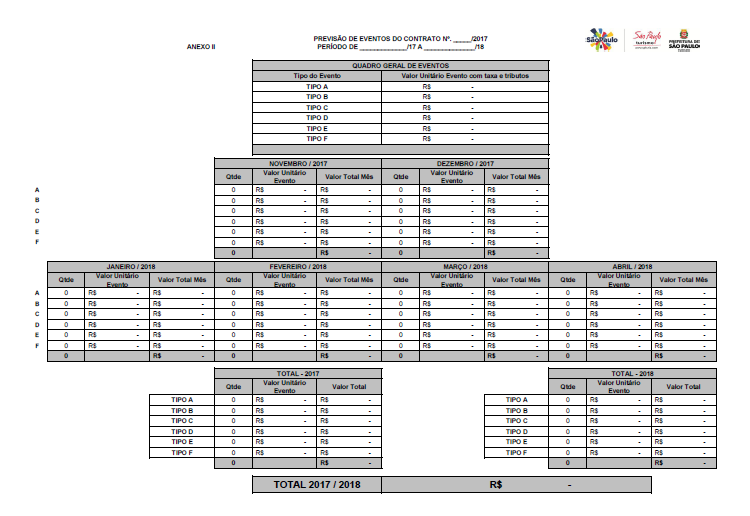 PREVISÃO DE EVENTOS DO CONTRATO Nº. _____/2017
ANEXO II PERÍODO DE ______________/17 A _______________/18
São Paulo
São Paulo turismo
PREFEITURA DE SÃO PAULO
TURISMO
QUADRO GERAL DE EVENTOS
Tipo do Evento Valor Unitário Evento com taxa e tributos
TIPO A R$ -
TIPO B R$ -
TIPO C R$ -
TIPO D R$ -
TIPO E R$ -
TIPO F R$ -
NOVEMBRO / 2017 DEZEMBRO / 2017
Qtde Valor Unitário Evento Valor Total Mês Qtde Valor Unitário Evento Valor Total Mês
A 0 R$ - R$ - 0 R$ - R$ -
B 0 R$ - R$ - 0 R$ - R$ -
C 0 R$ - R$ - 0 R$ - R$ -
D 0 R$ - R$ - 0 R$ - R$ -
E 0 R$ - R$ - 0 R$ - R$ -
F 0 R$ - R$ - 0 R$ - R$ -
0 R$ - 0 R$ -
JANEIRO / 2018 FEVEREIRO / 2018 MARÇO / 2018 ABRIL / 2018
Qtde Valor Unitário Evento Valor Total Mês Qtde Valor Unitário Evento Valor Total Mês Qtde Valor Unitário Evento Valor Total Mês Qtde Valor Unitário Evento Valor Total Mês
A 0 R$ - R$ - 0 R$ - R$ - 0 R$ - R$ - 0 R$ - R$ -
B 0 R$ - R$ - 0 R$ - R$ - 0 R$ - R$ - 0 R$ - R$ -
C 0 R$ - R$ - 0 R$ - R$ - 0 R$ - R$ - 0 R$ - R$ -
D 0 R$ - R$ - 0 R$ - R$ - 0 R$ - R$ - 0 R$ - R$ -
E 0 R$ - R$ - 0 R$ - R$ - 0 R$ - R$ - 0 R$ - R$ -
F 0 R$ - R$ - 0 R$ - R$ - 0 R$ - R$ - 0 R$ - R$ -
0 R$ - 0 R$ - 0 R$ - 0 R$ -
TOTAL - 2017 TOTAL - 2018
Qtde Valor Unitário Evento Valor Total Qtde Valor Unitário Evento Valor Total
TIPO A 0 R$ - R$ - TIPO A 0 R$ - R$ -
TIPO B 0 R$ - R$ - TIPO B 0 R$ - R$ -
TIPO C 0 R$ - R$ - TIPO C 0 R$ - R$ -
TIPO D 0 R$ - R$ - TIPO D 0 R$ - R$ -
TIPO E 0 R$ - R$ - TIPO E 0 R$ - R$ -
TIPO F 0 R$ - R$ - TIPO F 0 R$ - R$ -
0 R$ - 0 R$ -
TOTAL 2017 / 2018 R$ -